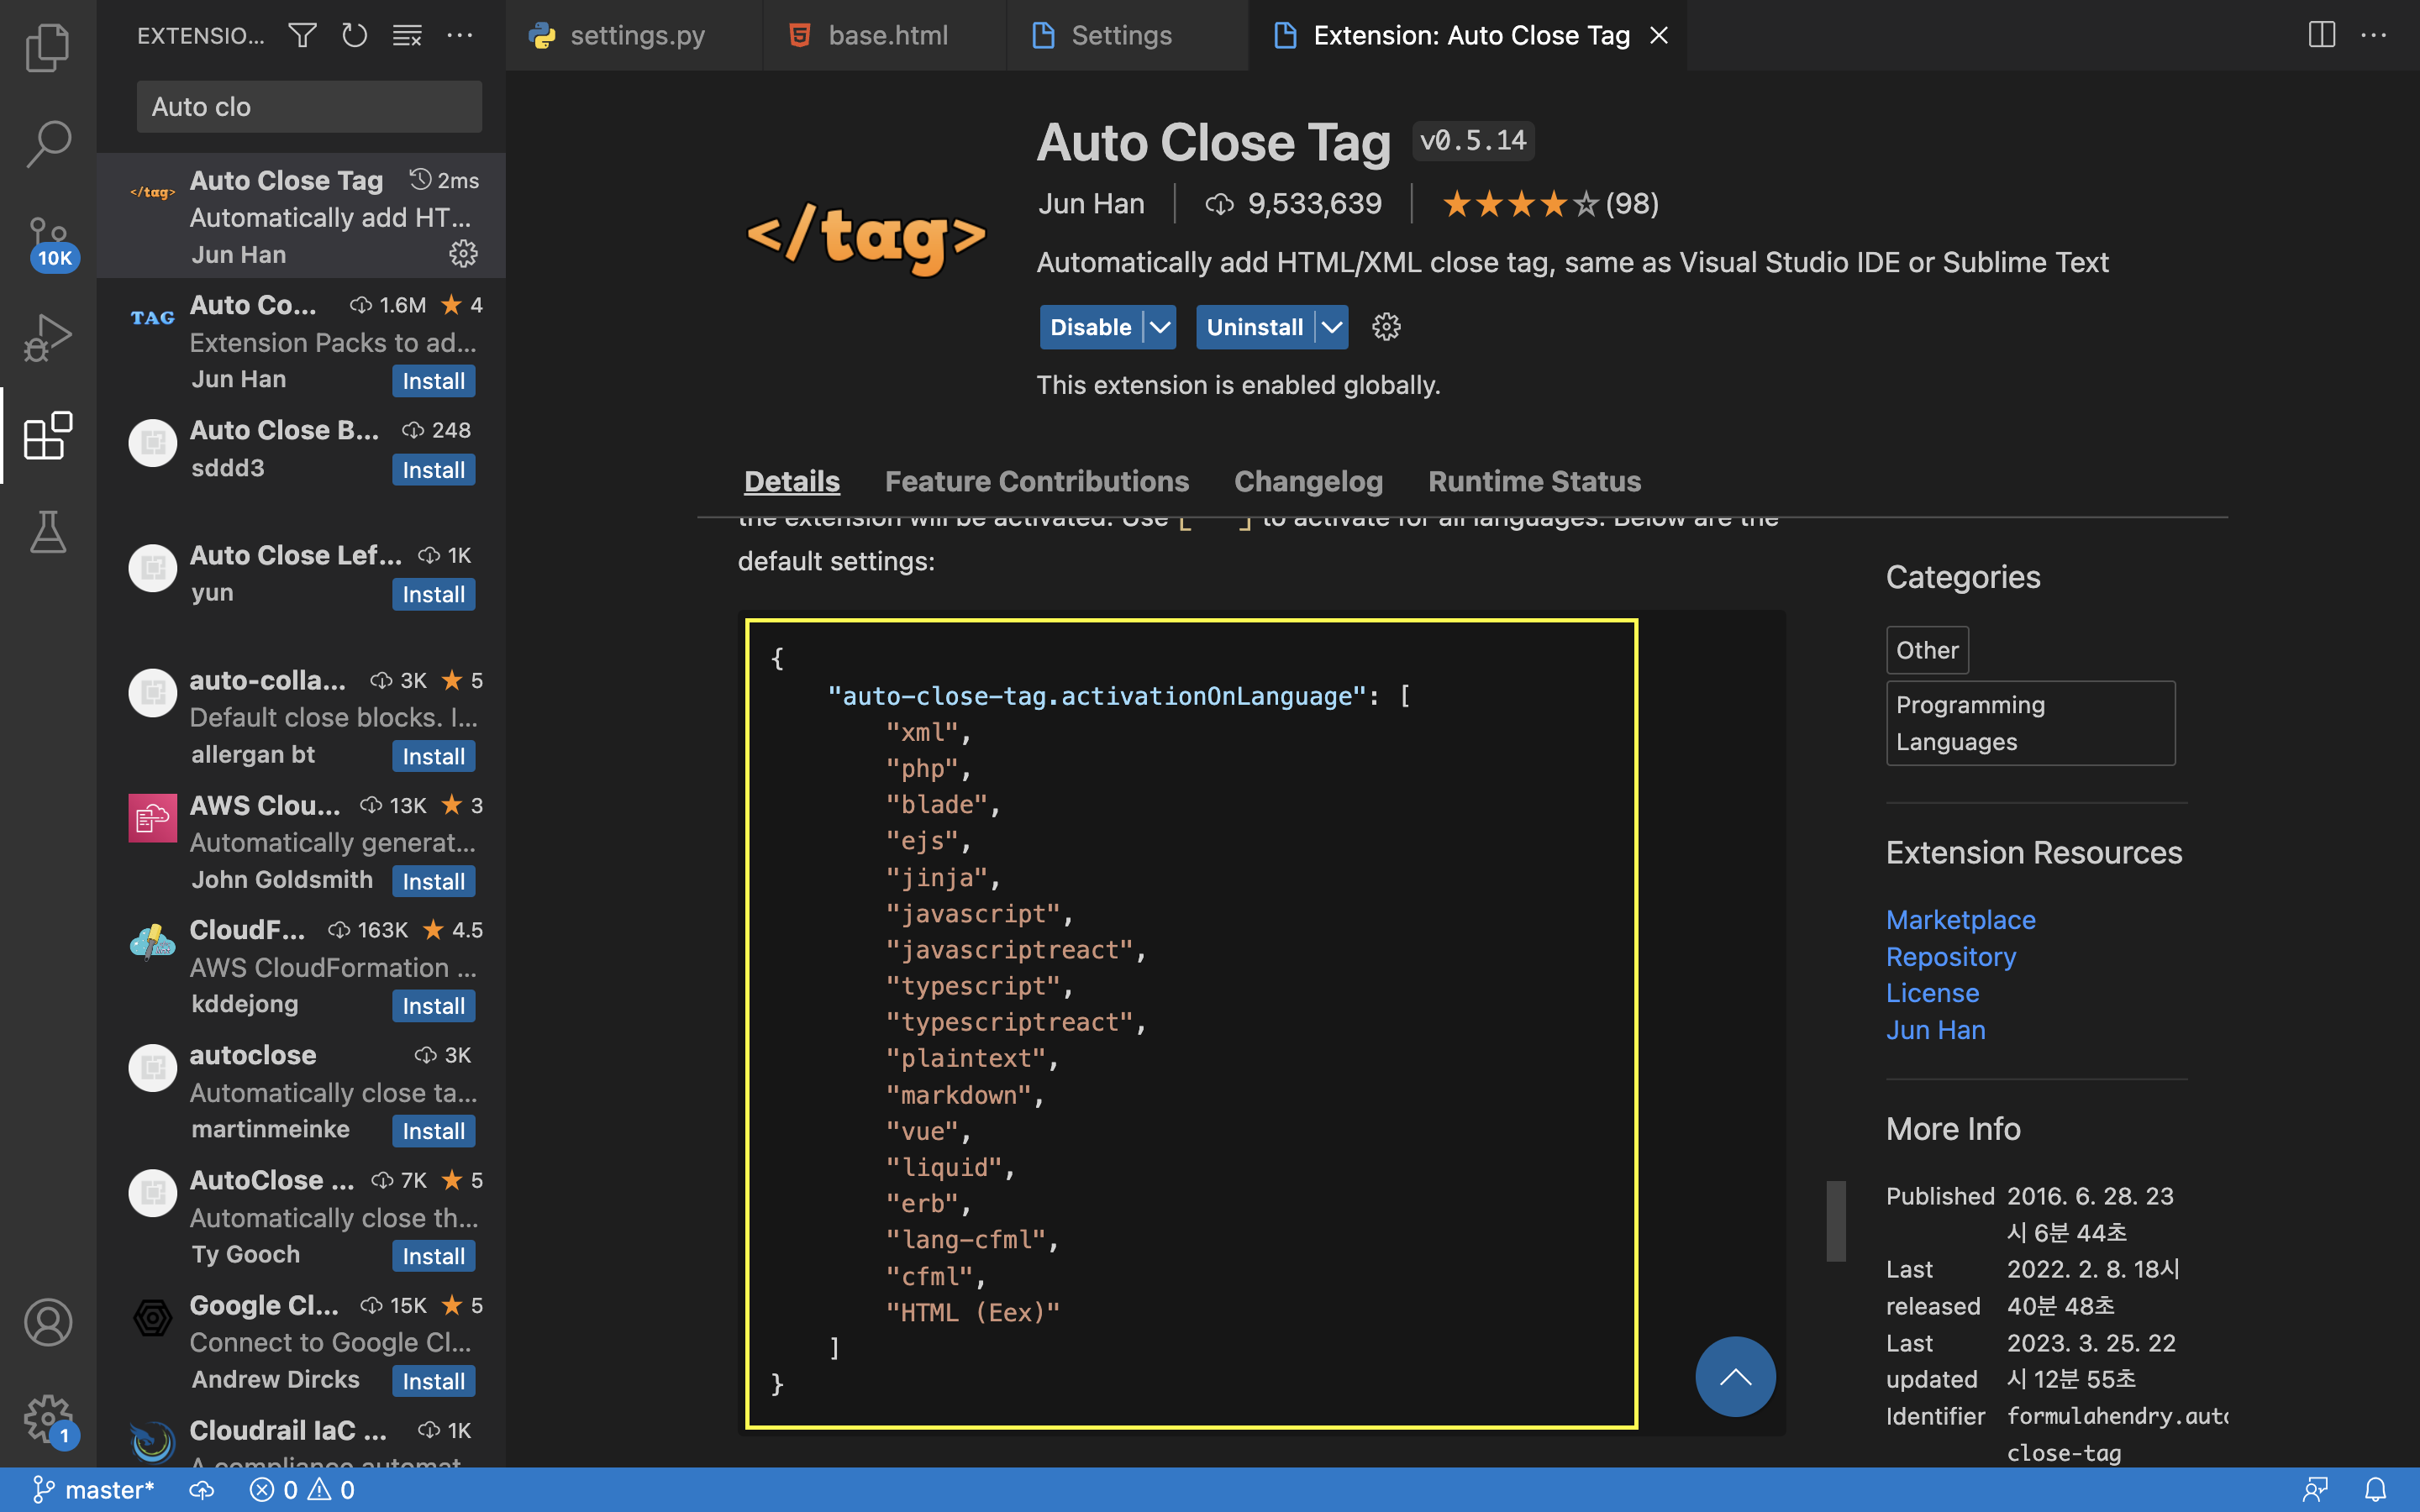 EXTENSIO...
settings.py
base.html
Settings
Extension: Auto Close Tag
Auto clo
Auto Close Tag 2ms
Automatically add HT...
Jun Han
Auto Co... 1.6M 4
Extension Packs to ad...
Jun Han Install
Auto Close B... 248
sddd3 Install
Auto Close Lef... 1K
yun Install
auto-colla... 3K 5
Default close blocks. I...
allergan bt Install
AWS Clou... 13K 3
Automatically generat...
John Goldsmith Install
CloudF... 163K 4.5
AWS CloudFormation ...
kddejong Install
autoclose 3K
Automatically close ta...
martinmeinke Install
AutoClose ... 7K 5
Automatically close th...
Ty Gooch Install
Google Cl... 15K 5
Connect to Google Cl...
Andrew Dircks Install
Cloudrail IaC ... 1K
A compliance automat
10K
1
</tag>
TAG
</tag>
Auto Close Tag v0.5.14
Jun Han 9,533,639 (98)
Automatically add HTML/XML close tag, same as Visual Studio IDE or Sublime Text
Disable Uninstall
This extension is enabled globally.
Details Feature Contributions Changelog Runtime Status
the extension will be activated. Use [ ] to activate for all languages. Below are the
default settings:
{
"auto-close-tag.activationOnLanguage": [
"xml",
"php",
"blade",
"ejs",
"jinja",
"javascript",
"javascriptreact",
"typescript",
"typescriptreact",
"plaintext",
"markdown",
"vue",
"liquid",
"erb",
"lang-cfml",
"cfml",
"HTML (Eex)"
]
}
Categories
Other
Programming
Languages
Extension Resources
Marketplace
Repository
License
Jun Han
More Info
Published 2016. 6. 28. 23
시 6분 44초
Last 2022. 2. 8. 18시
released 40분 48초
Last 2023. 3. 25. 22
updated 시 12분 55초
Identifier formulahendry.auto
close-tag
master* 0 0